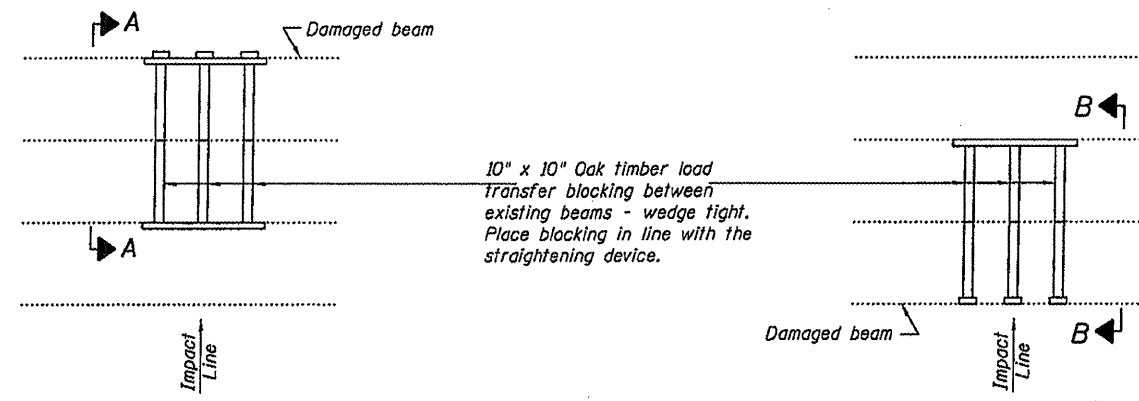 A
Damaged beam
B
10" x 10" Oak timber load
transfer blocking between
existing beams - wedge tight.
Place blocking in line with the
straightening device.
A
Damaged beam
B
Impact
Line
Impact
Line